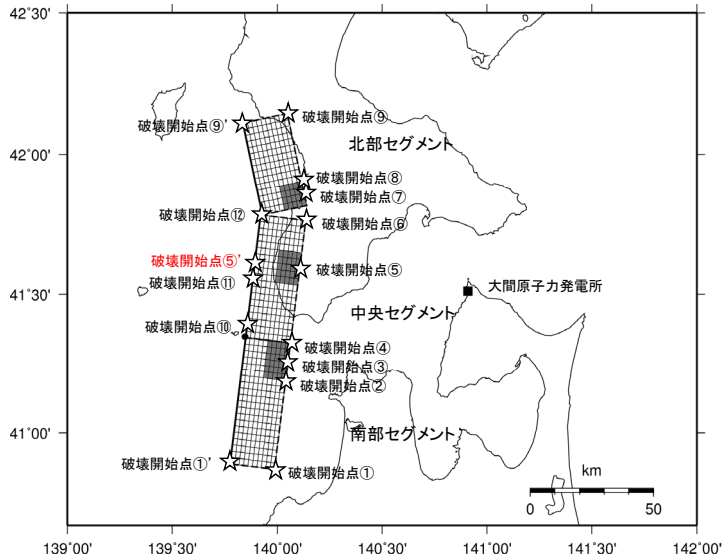 42˚30'
破壊開始点⑨'
破壊開始点⑨
北部セグメント
42˚00'
破壊開始点⑧
破壊開始点⑦
破壊開始点⑫
破壊開始点⑥
破壊開始点⑤'
破壊開始点⑤
破壊開始点⑪
大間原子力発電所
41˚30'
中央セグメント
破壊開始点⑩
破壊開始点④
破壊開始点③
破壊開始点②
41˚00'
南部セグメント
破壊開始点①'
破壊開始点①
km
0
50
139˚00'
139˚30'
140˚00'
140˚30'
141˚00'
141˚30'
142˚00'